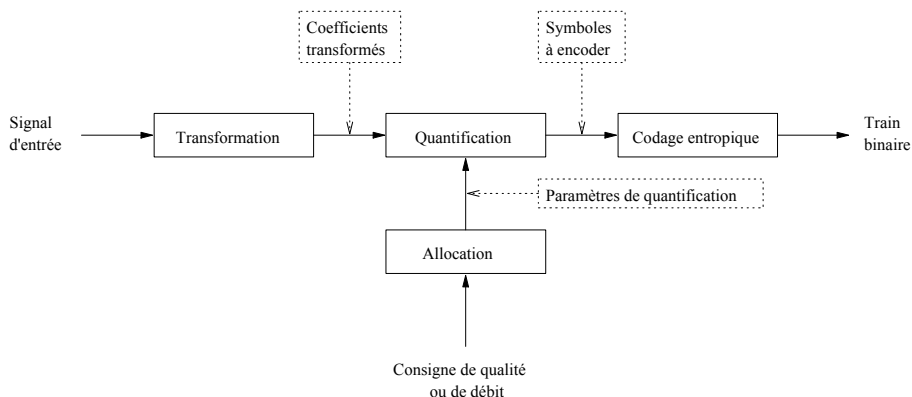 Coefficients
transformés
Symboles
à encoder
Signal
d'entrée
Transformation
Quantification
Codage entropique
Train
binaire
Paramètres de quantification
Allocation
Consigne de qualité
ou de débit